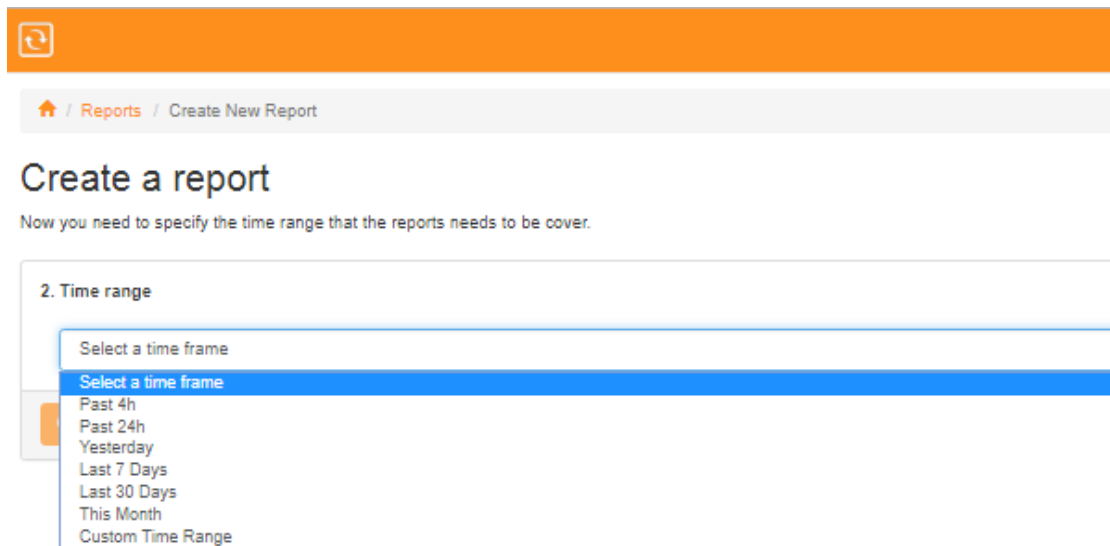 / Reports / Create New Report
Create a report
Now you need to specify the time range that the reports needs to be cover.
2. Time range
Select a time frame
Select a time frame
Past 4h
Past 24h
Yesterday
Last 7 Days
Last 30 Days
This Month
Custom Time Range